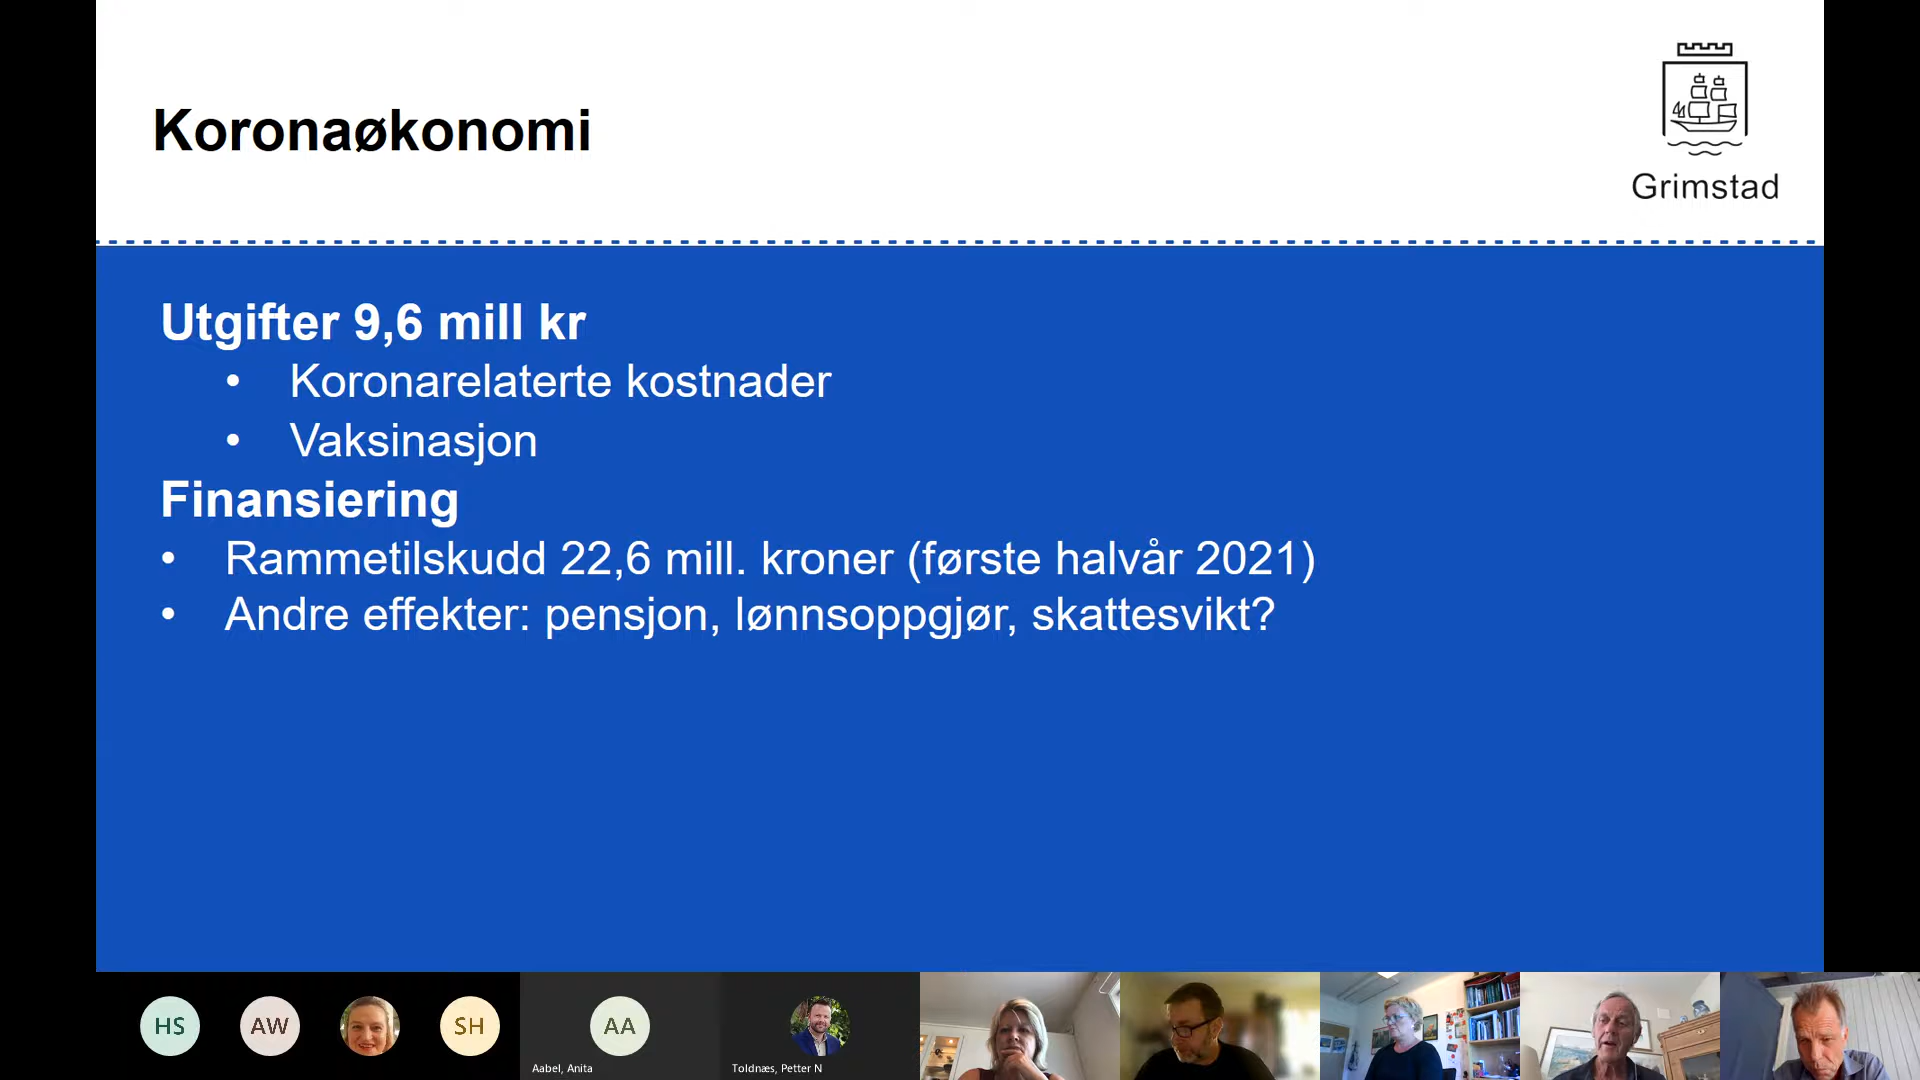 Koronaøkonomi
Grimstad
Utgifter 9,6 mill kr
• Koronarelaterte kostnader
• Vaksinasjon
Finansiering
• Rammetilskudd 22,6 mill. kroner (første halvår 2021)
• Andre effekter: pensjon, lønnsoppgjør, skattesvikt?
HS
AW
SH
AA
Aabel, Anita
Toldnæs, Petter N